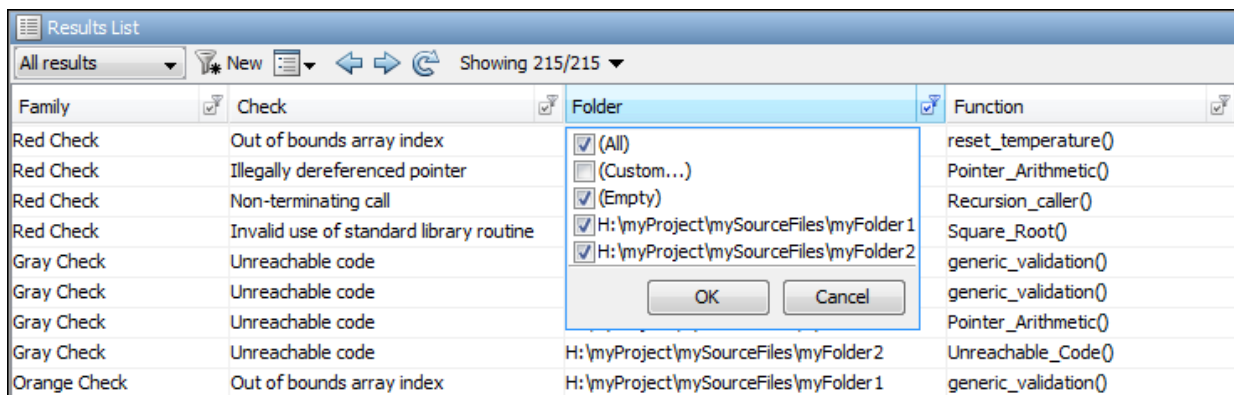 Results List
All results New Showing 215/215
Family Check Folder Function
Red Check Out of bounds array index (All) reset_temperature()
Red Check Illegally dereferenced pointer (Custom...) Pointer_Arithmetic()
Red Check Non-terminating call (Empty) Recursion_caller()
Red Check Invalid use of standard library routine H:\myProject\mySourceFiles\myFolder1 Square_Root()
Gray Check Unreachable code H:\myProject\mySourceFiles\myFolder2 generic_validation()
Gray Check Unreachable code OK Cancel generic_validation()
Gray Check Unreachable code Pointer_Arithmetic()
Gray Check Unreachable code H:\myProject\mySourceFiles\myFolder2 Unreachable_Code()
Orange Check Out of bounds array index H:\myProject\mySourceFiles\myFolder1 generic_validation()